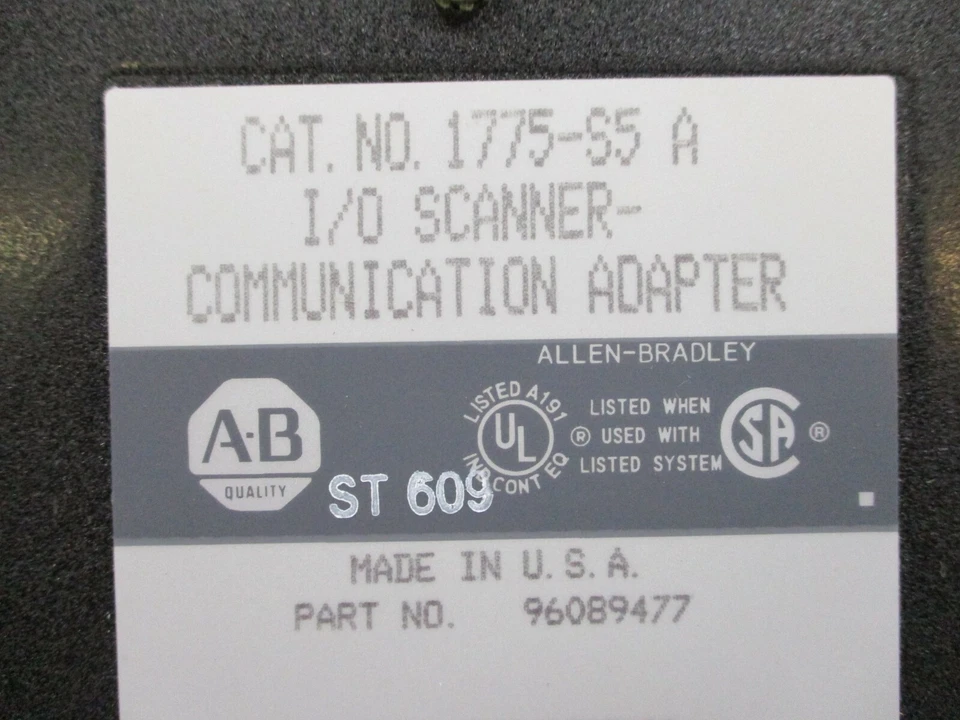 CAT. NO. 1775-S5 A
I/O SCANNER-
COMMUNICATION ADAPTER
ALLEN-BRADLEY
A-B
QUALITY
ST 609
LISTED A191
UL
IND. CONT EQ
®
LISTED WHEN
USED WITH
LISTED SYSTEM
SA
®
MADE IN U.S.A.
PART NO. 96089477